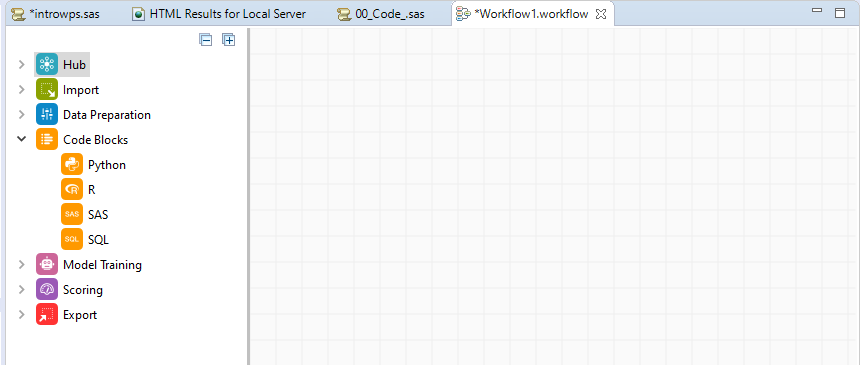 *introwps.sas HTML Results for Local Server 00_Code_.sas *Workflow1.workflow
Hub
Import
Data Preparation
Code Blocks
Python
R
SAS SAS
SQL SQL
Model Training
Scoring
Export